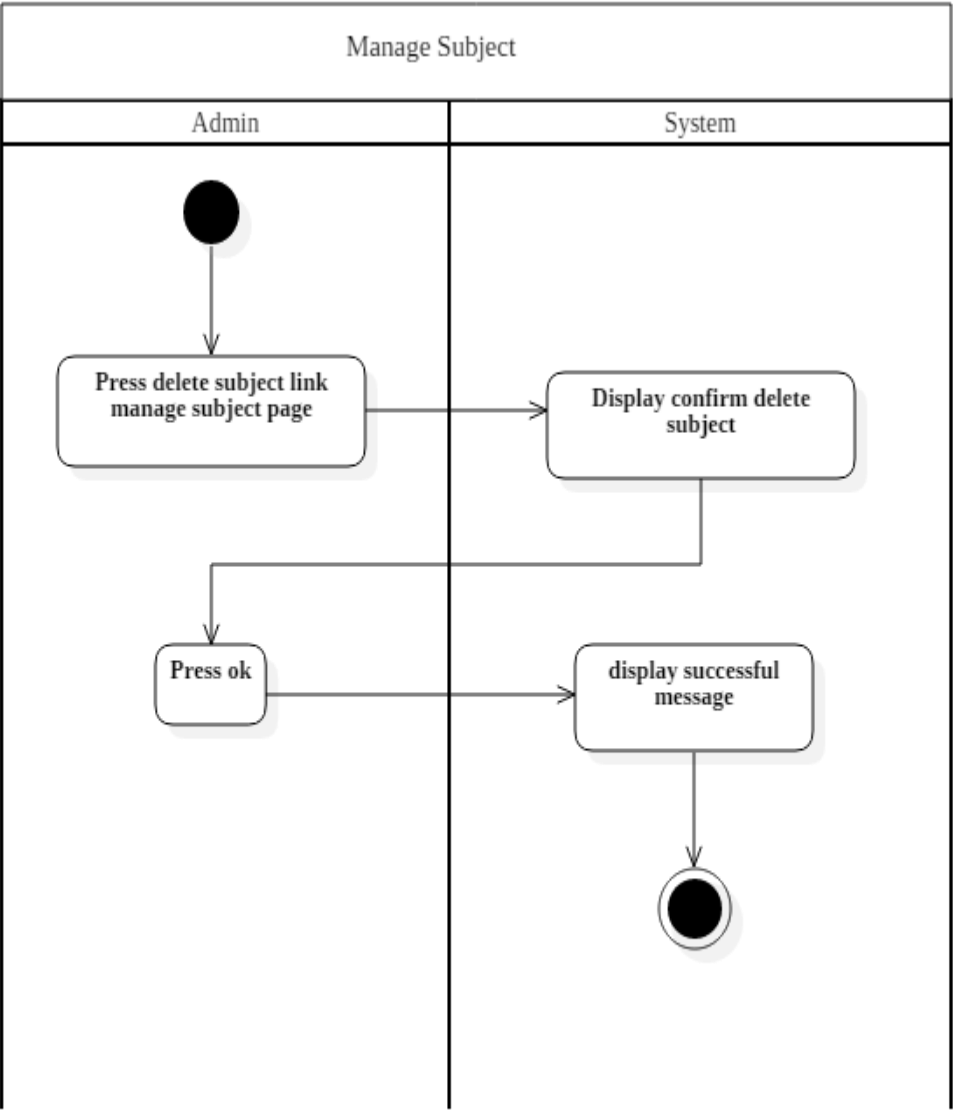 Manage Subject
Admin
System
Press delete subject link
manage subject page
Display confirm delete
subject
Press ok
display successful
message